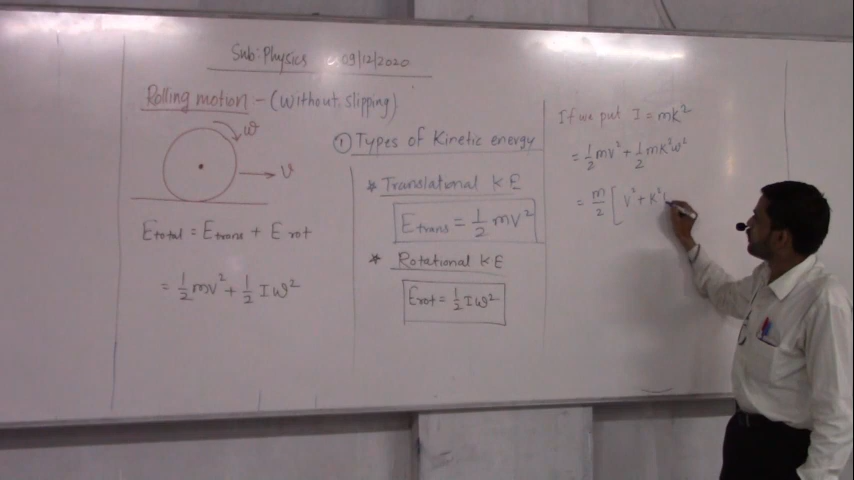 Sub: Physics 09/12/2020
Rolling motion - (Without slipping)
ω
v
Etotal = Etrans + E rot
= 1/2 mv² + 1/2 Iω²
① Types of Kinetic energy
* Translational KE
Etrans = 1/2 mv²
* Rotational KE
Erot = 1/2 Iω²
If we put I = mk²
= 1/2 mv² + 1/2 mk²ω²
= m/2 [ v² + k²